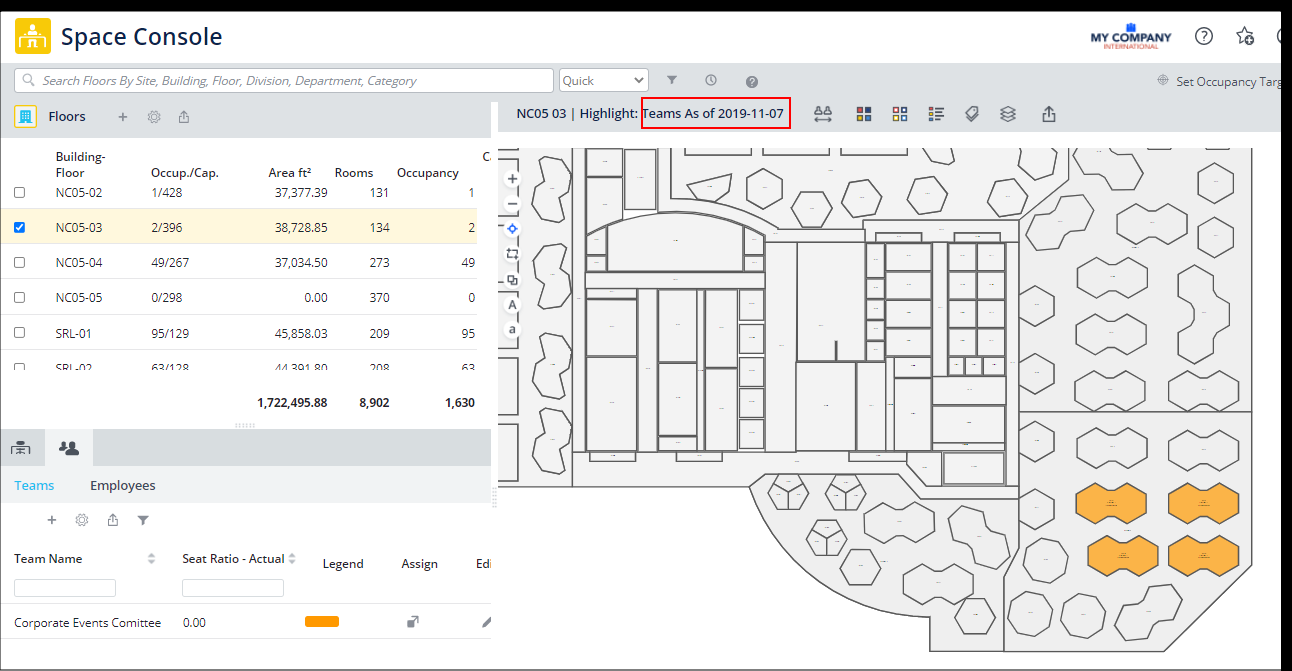 Space Console
MY COMPANY
INTERNATIONAL
Search Floors By Site, Building, Floor, Division, Department, Category
Quick
Set Occupancy Targ
Floors
NC05 03 | Highlight: Teams As of 2019-11-07
Building-Floor Occup./Cap. Area ft² Rooms Occupancy
NC05-02 1/428 37,377.39 131 1
NC05-03 2/396 38,728.85 134 2
NC05-04 49/267 37,034.50 273 49
NC05-05 0/298 0.00 370 0
SRL-01 95/129 45,858.03 209 95
SRL-02 63/128 44,391.80 208 63
1,722,495.88 8,902 1,630
A
a
Teams Employees
Team Name Seat Ratio - Actual Legend Assign Edi
Corporate Events Comittee 0.00